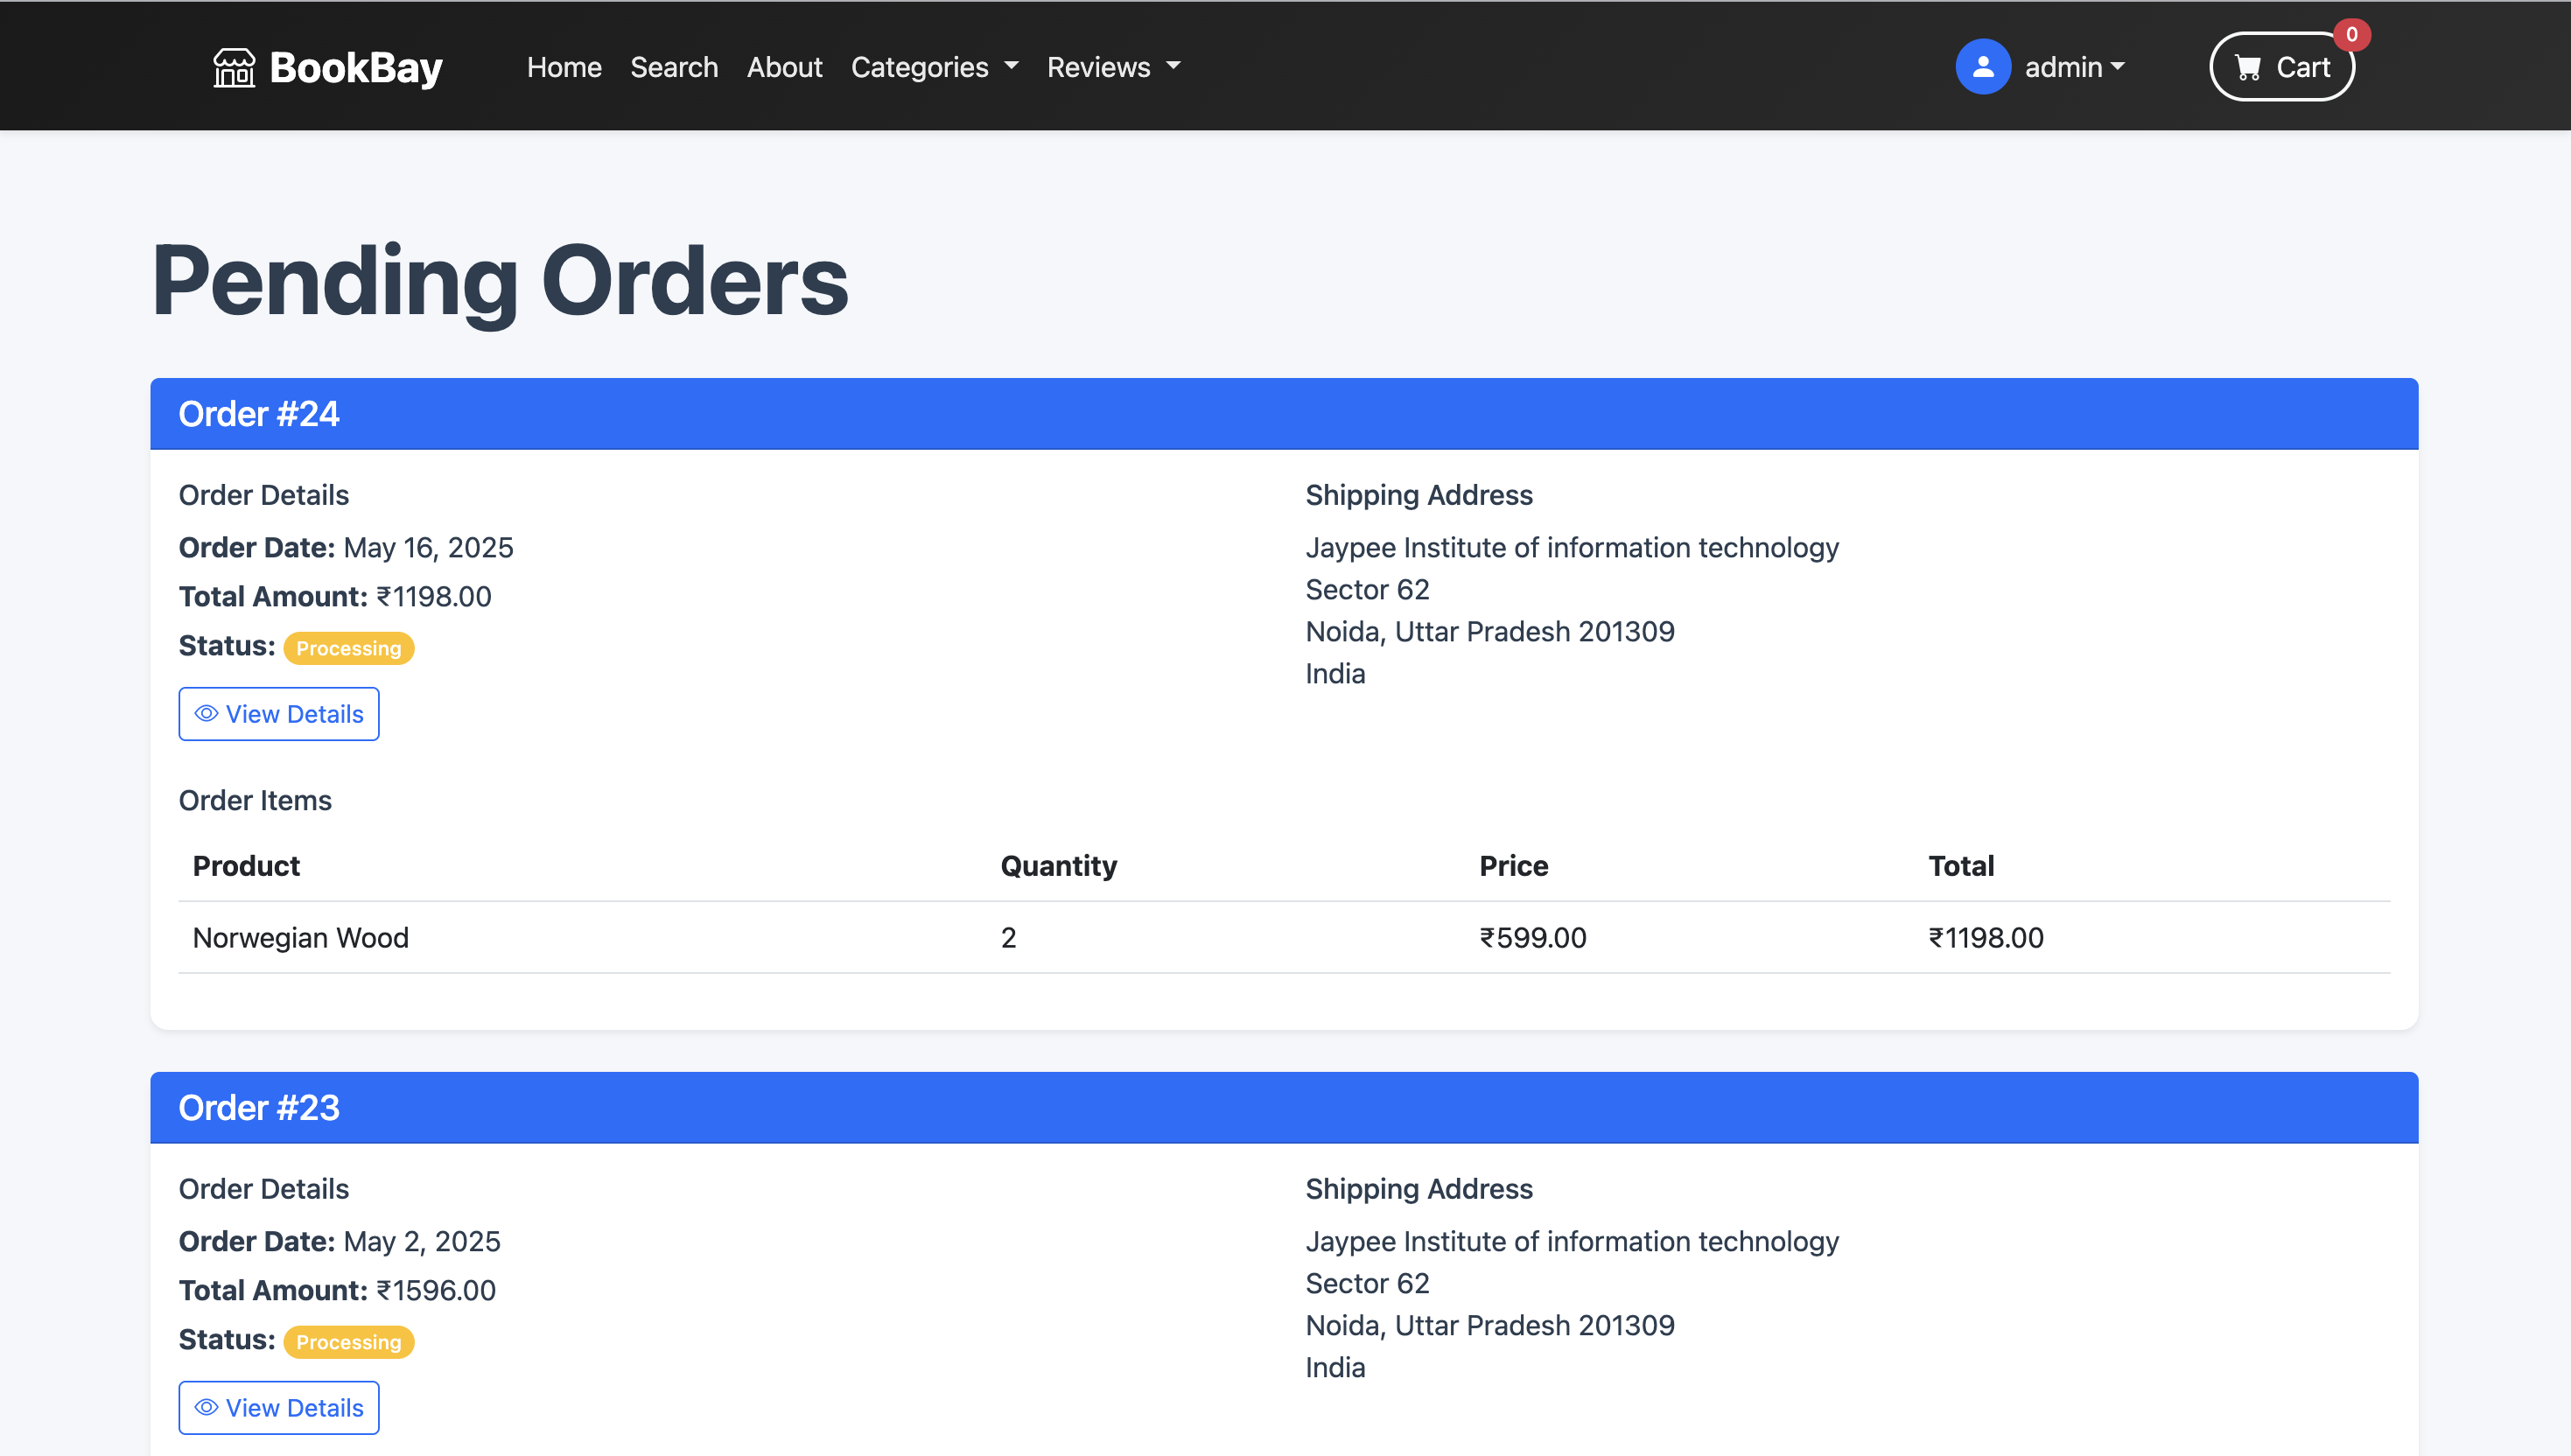 BookBay
Home Search About Categories Reviews
admin
Cart
0
Pending Orders
Order #24
Order Details
Order Date: May 16, 2025
Total Amount: ₹1198.00
Status: Processing
View Details
Shipping Address
Jaypee Institute of information technology
Sector 62
Noida, Uttar Pradesh 201309
India
Order Items
Product Quantity Price Total
Norwegian Wood 2 ₹599.00 ₹1198.00
Order #23
Order Details
Order Date: May 2, 2025
Total Amount: ₹1596.00
Status: Processing
View Details
Shipping Address
Jaypee Institute of information technology
Sector 62
Noida, Uttar Pradesh 201309
India